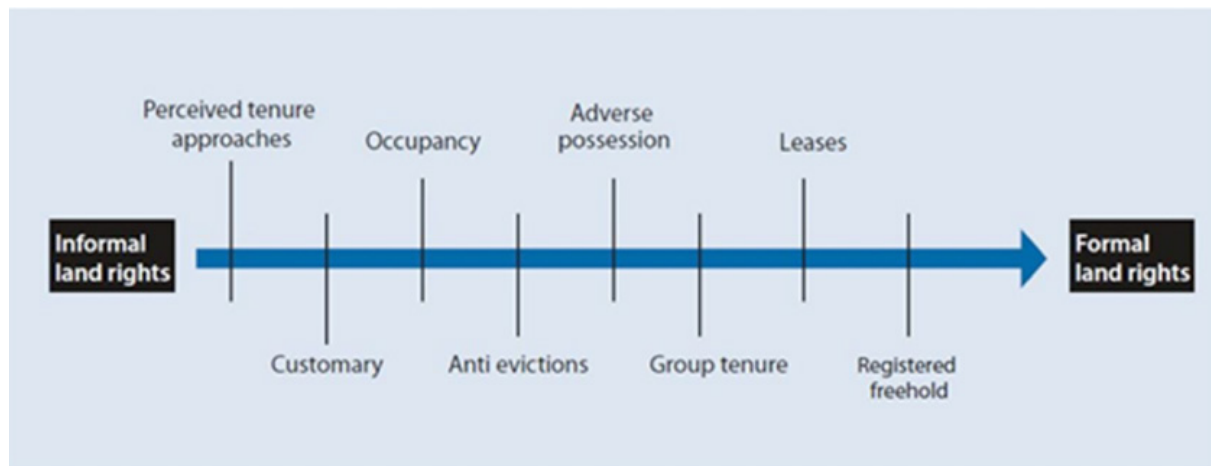 Perceived tenure
approaches
Occupancy
Adverse
possession
Leases
Informal
land rights
Formal
land rights
Customary
Anti evictions
Group tenure
Registered
freehold